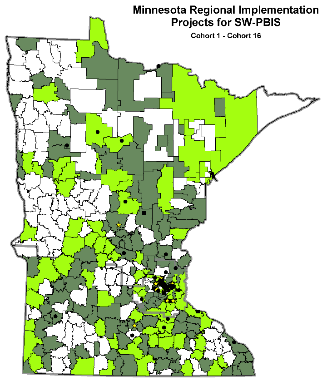 Minnesota Regional Implementation
Projects for SW-PBIS
Cohort 1 - Cohort 16